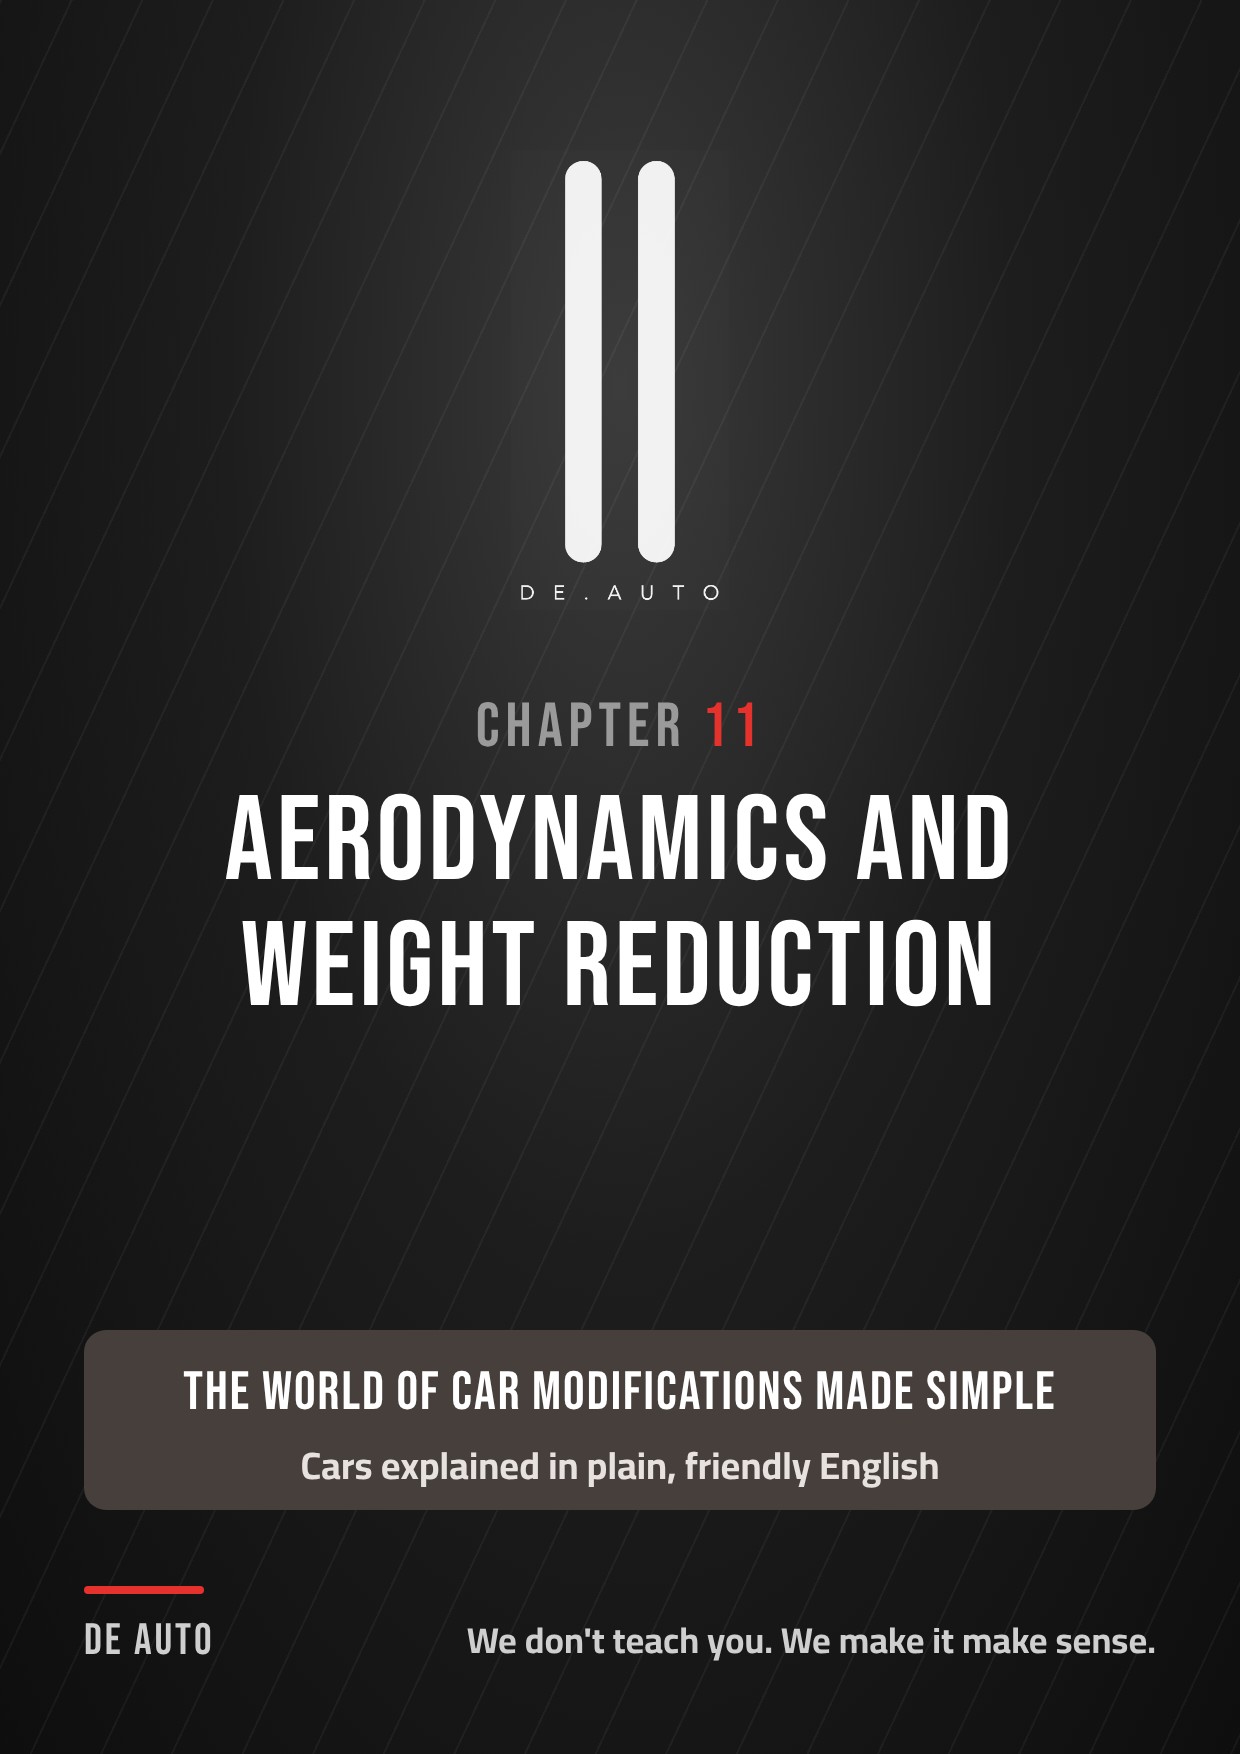 DE.AUTO
CHAPTER 11
AERODYNAMICS AND
WEIGHT REDUCTION
THE WORLD OF CAR MODIFICATIONS MADE SIMPLE
Cars explained in plain, friendly English
DE AUTO
We don't teach you. We make it make sense.